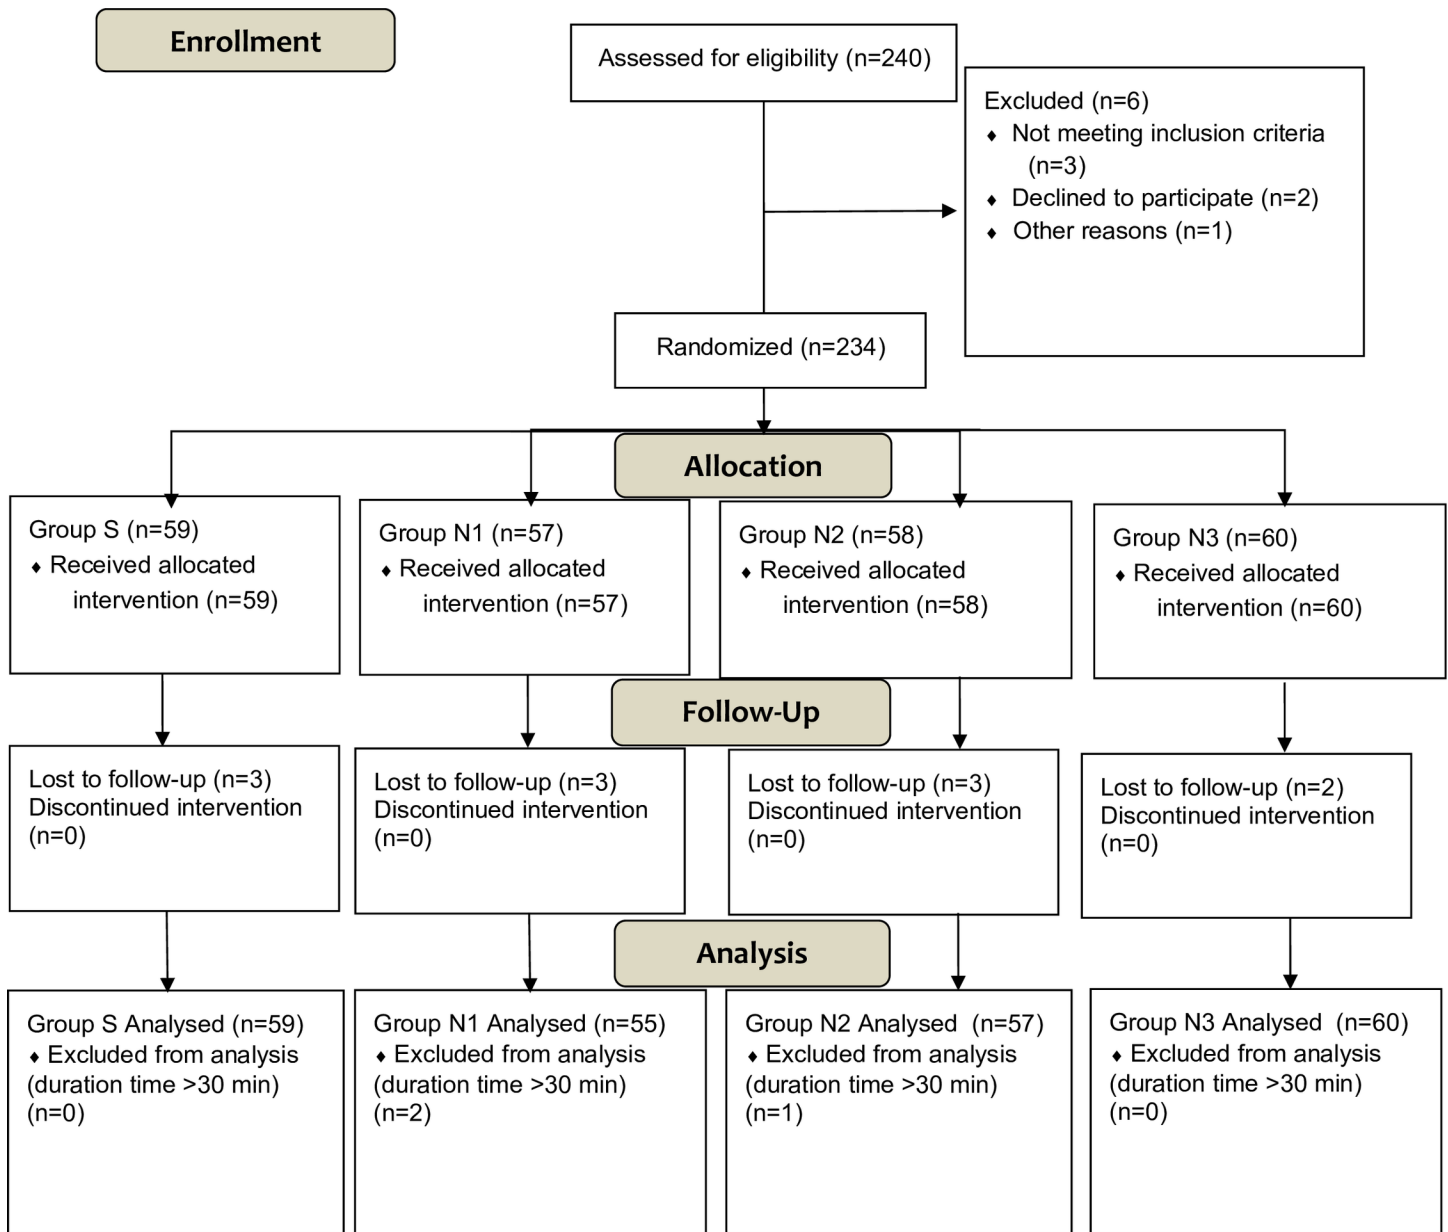 Enrollment
Assessed for eligibility (n=240)
Excluded (n=6)
♦ Not meeting inclusion criteria
(n=3)
♦ Declined to participate (n=2)
♦ Other reasons (n=1)
Randomized (n=234)
Allocation
Group S (n=59)
♦ Received allocated
intervention (n=59)
Group N1 (n=57)
♦ Received allocated
intervention (n=57)
Group N2 (n=58)
♦ Received allocated
intervention (n=58)
Group N3 (n=60)
♦ Received allocated
intervention (n=60)
Follow-Up
Lost to follow-up (n=3)
Discontinued intervention
(n=0)
Lost to follow-up (n=3)
Discontinued intervention
(n=0)
Lost to follow-up (n=3)
Discontinued intervention
(n=0)
Lost to follow-up (n=2)
Discontinued intervention
(n=0)
Analysis
Group S Analysed (n=59)
♦ Excluded from analysis
(duration time >30 min)
(n=0)
Group N1 Analysed (n=55)
♦ Excluded from analysis
(duration time >30 min)
(n=2)
Group N2 Analysed (n=57)
♦ Excluded from analysis
(duration time >30 min)
(n=1)
Group N3 Analysed (n=60)
♦ Excluded from analysis
(duration time >30 min)
(n=0)